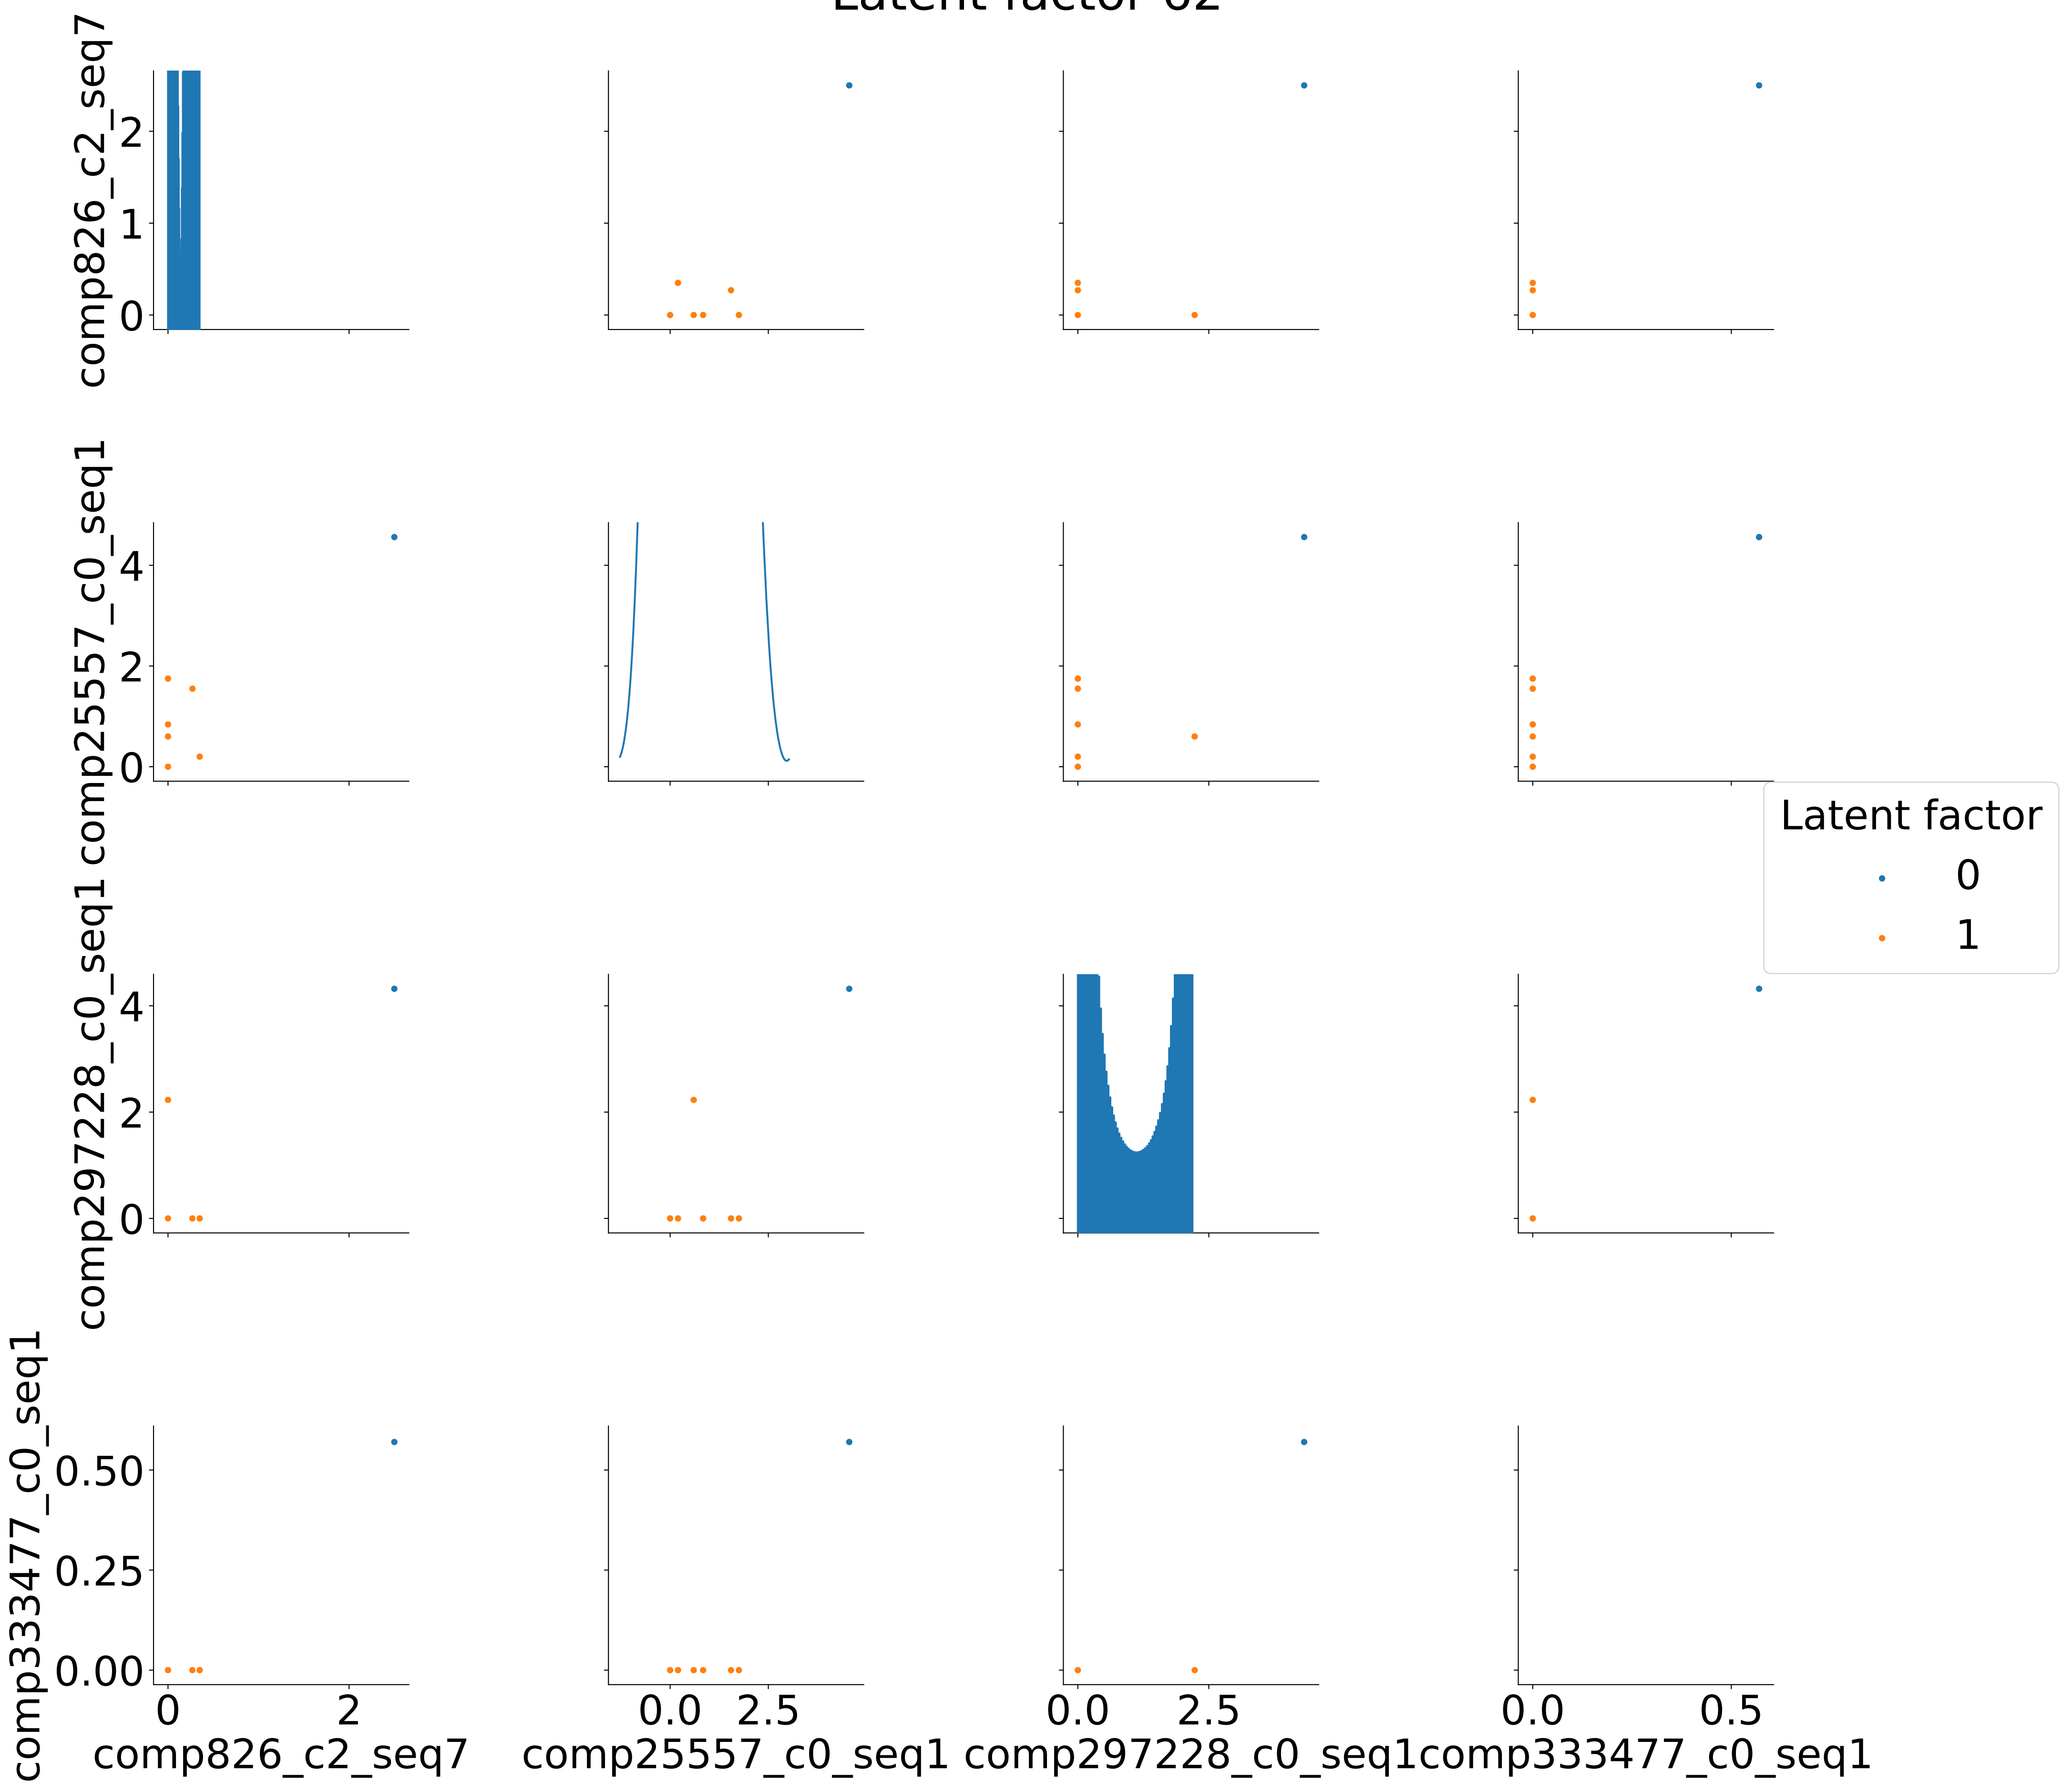 Latent factor
comp826_c2_seq7
2
1
0
comp25557_c0_seq1
4
2
0
Latent factor
0
1
comp297228_c0_seq1
4
2
0
comp333477_c0_seq1
0.50
0.25
0.00
0
2
0.0
2.5
0.0
2.5
0.0
0.5
comp826_c2_seq7
comp25557_c0_seq1
comp297228_c0_seq1
comp333477_c0_seq1